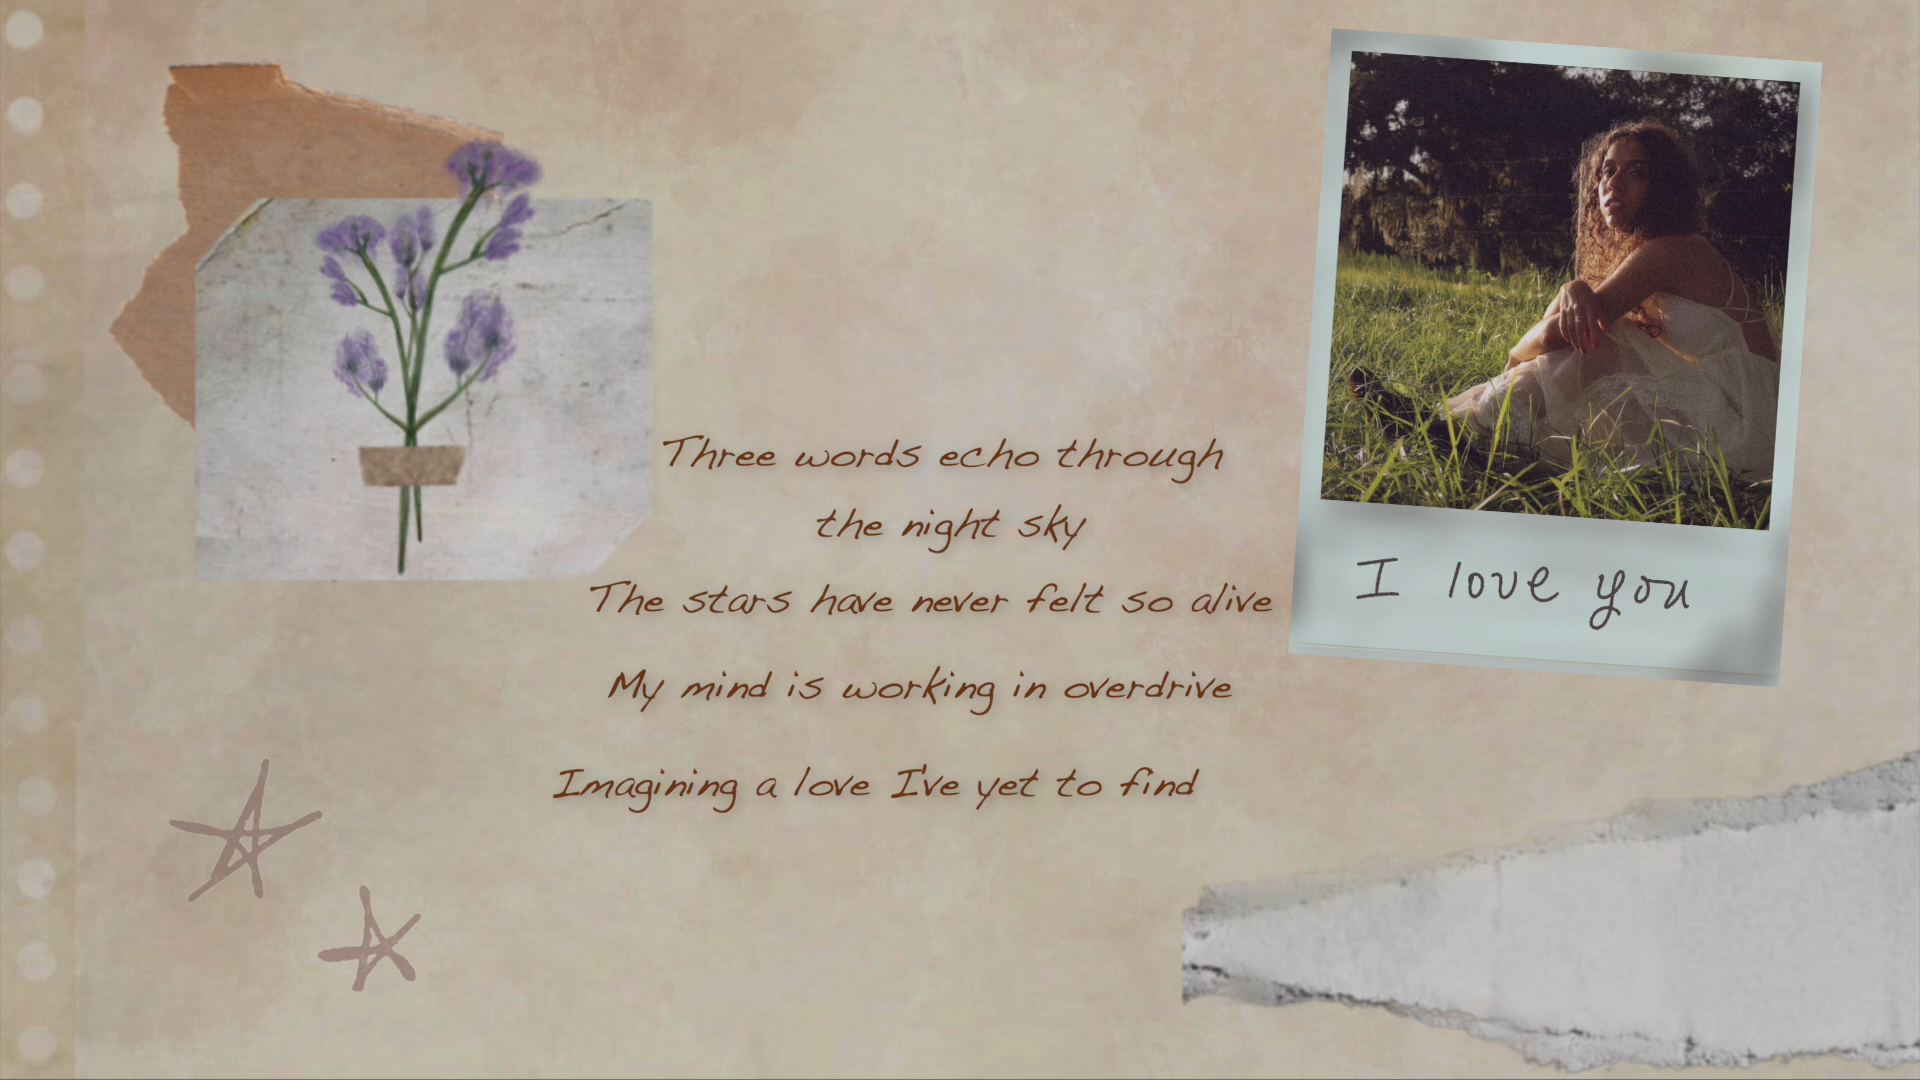 Three words echo through
the night sky
The stars have never felt so alive
My mind is working in overdrive
Imagining a love I've yet to find
I love you